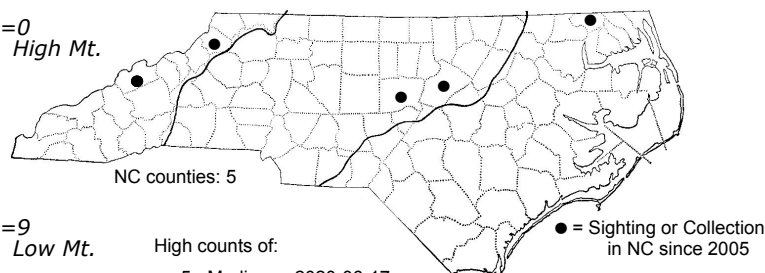 =0
High Mt.
NC counties: 5
=9
Low Mt.
High counts of:
● = Sighting or Collection
in NC since 2005